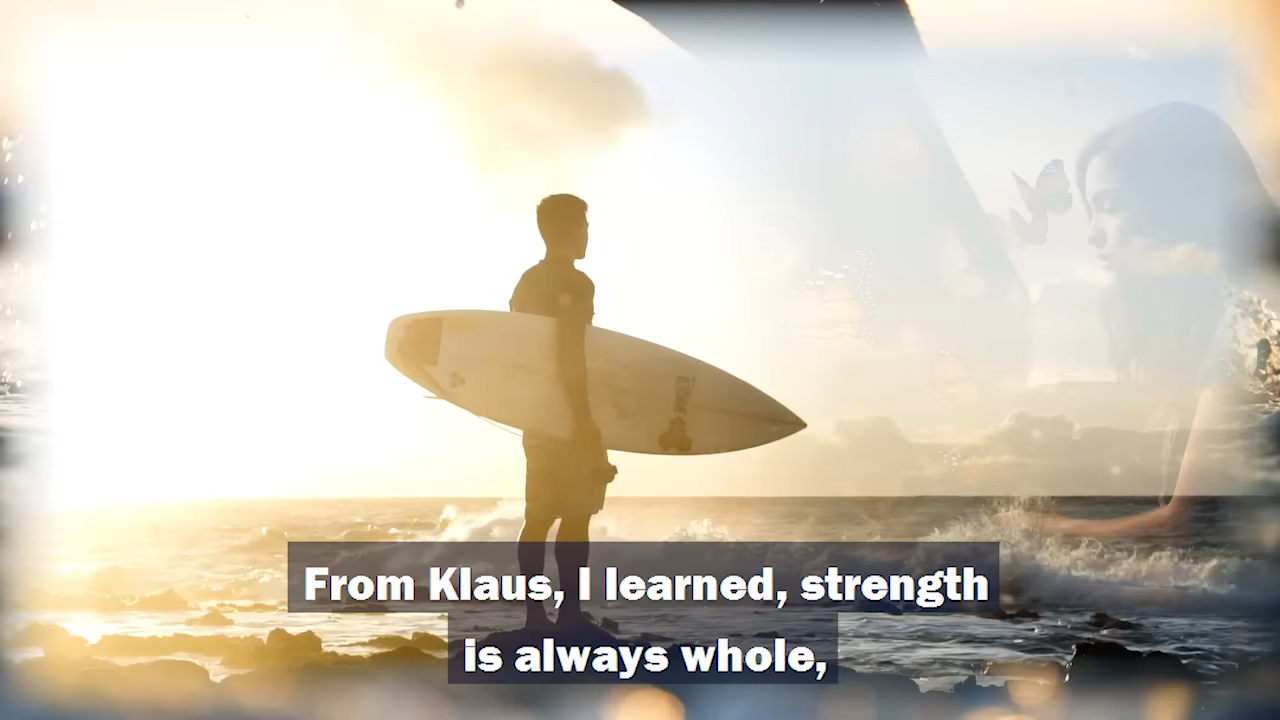 From Klaus, I learned, strength
is always whole,